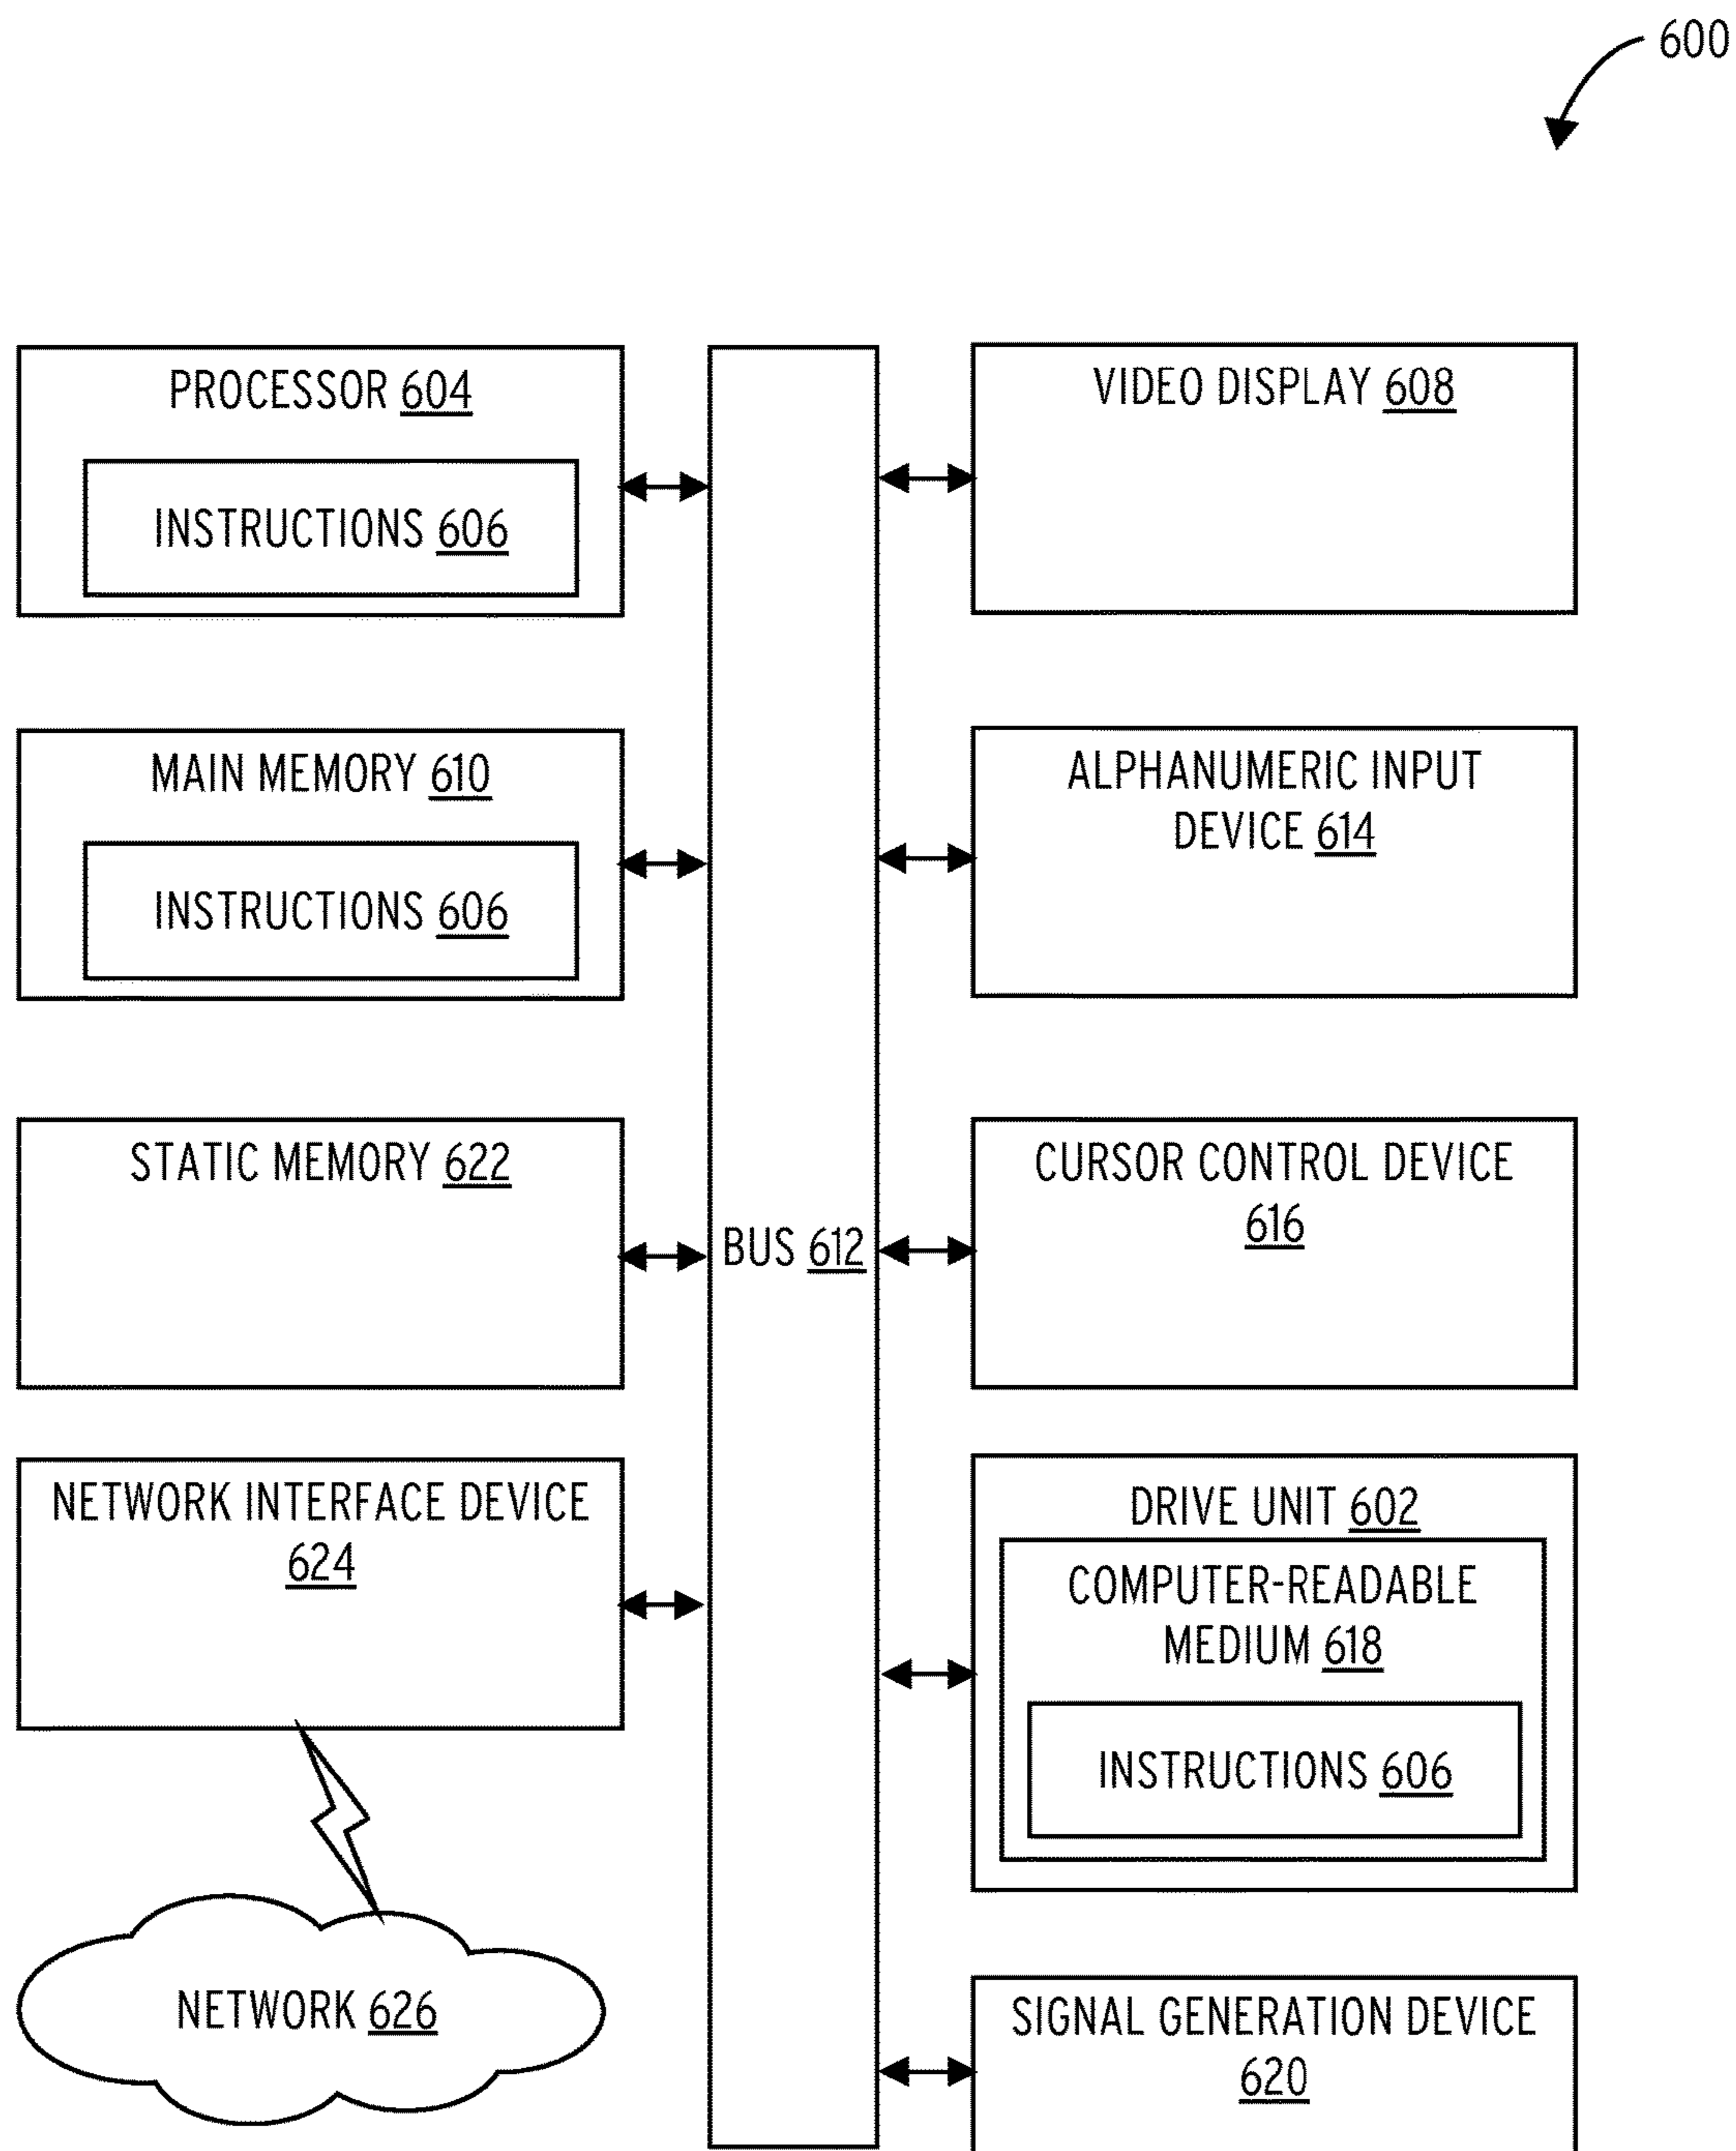 600
PROCESSOR 604
INSTRUCTIONS 606
MAIN MEMORY 610
INSTRUCTIONS 606
STATIC MEMORY 622
NETWORK INTERFACE DEVICE
624
NETWORK 626
BUS 612
VIDEO DISPLAY 608
ALPHANUMERIC INPUT
DEVICE 614
CURSOR CONTROL DEVICE
616
DRIVE UNIT 602
COMPUTER-READABLE
MEDIUM 618
INSTRUCTIONS 606
SIGNAL GENERATION DEVICE
620